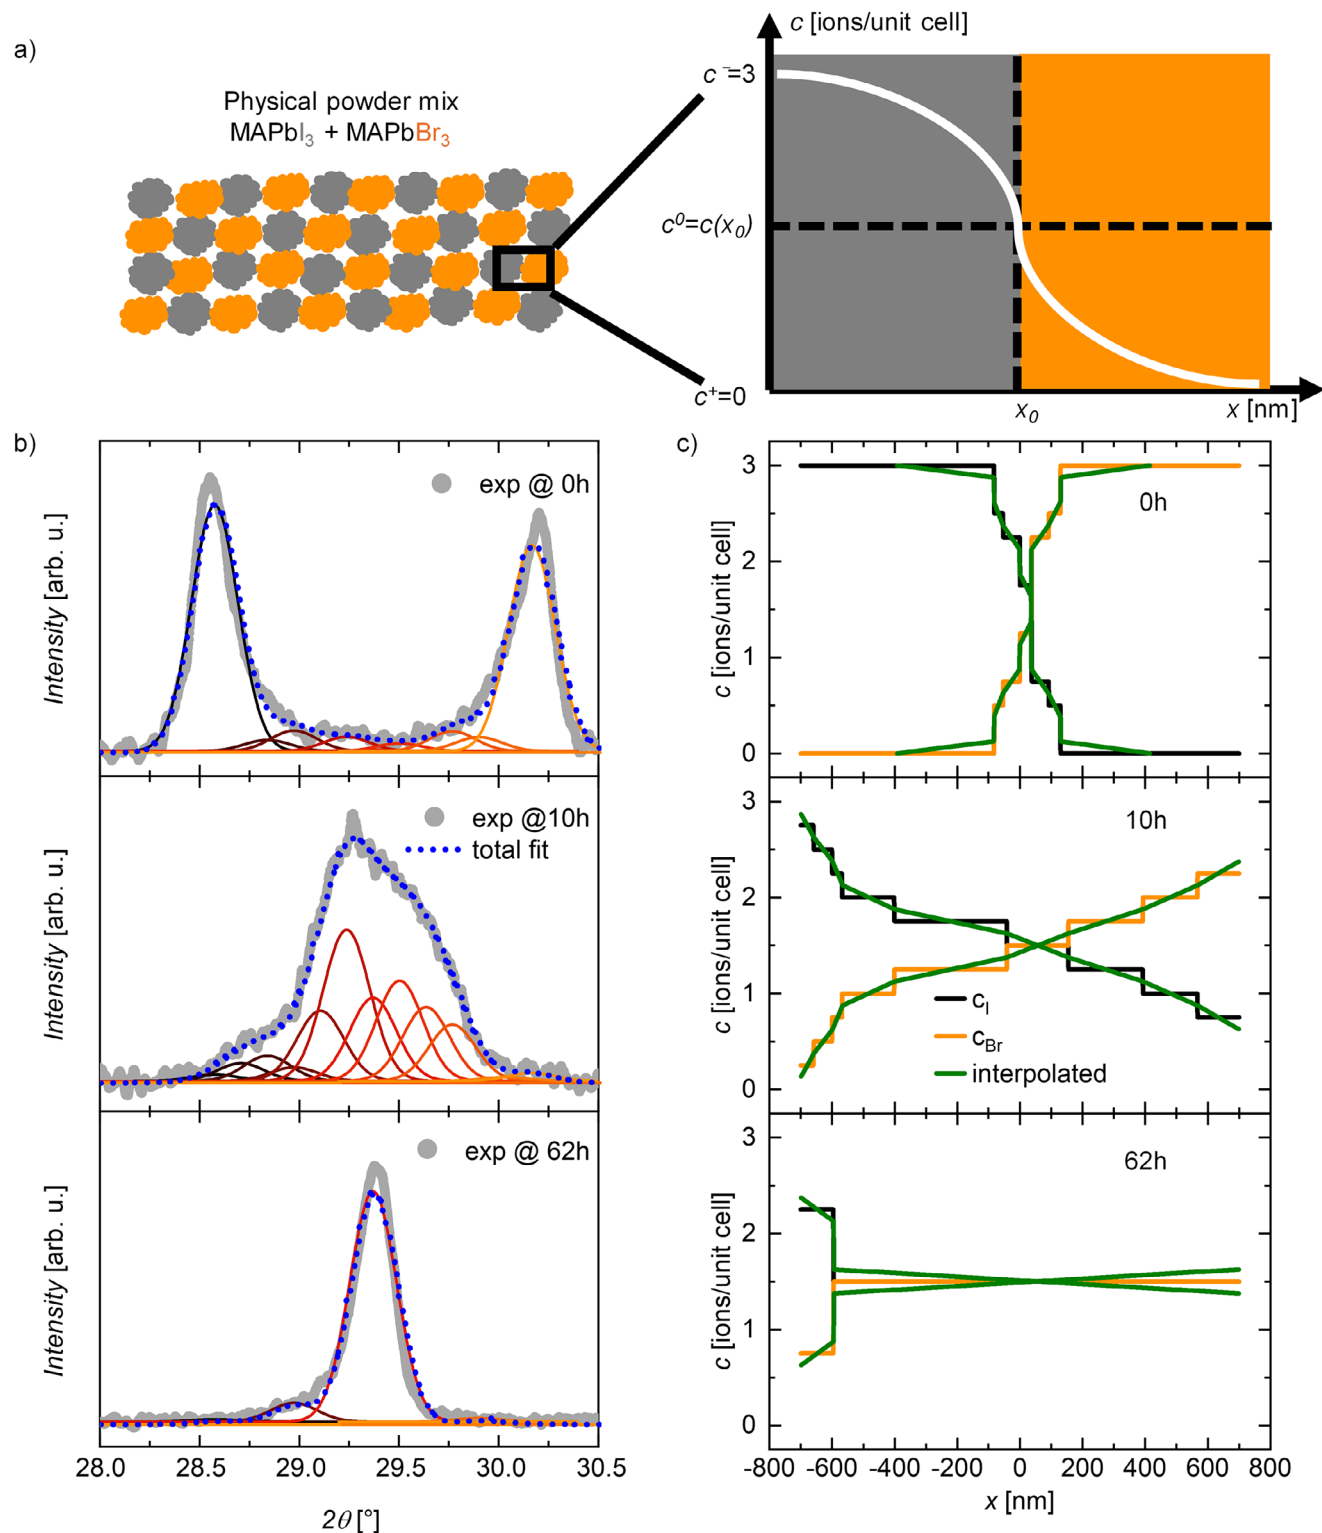 a)
Physical powder mix
MAPbI₃ + MAPbBr₃
c [ions/unit cell]
c⁻=3
c⁰=c(x₀)
c⁺=0
x₀
x [nm]
b)
Intensity [arb. u.]
exp @ 0h
Intensity [arb. u.]
exp @10h
total fit
Intensity [arb. u.]
exp @ 62h
28.0 28.5 29.0 29.5 30.0 30.5
2θ [°]
c)
c [ions/unit cell]
3
2
1
0
0h
c [ions/unit cell]
3
2
1
0
10h
c_I
c_Br
interpolated
c [ions/unit cell]
3
2
1
0
62h
-800 -600 -400 -200 0 200 400 600 800
x [nm]